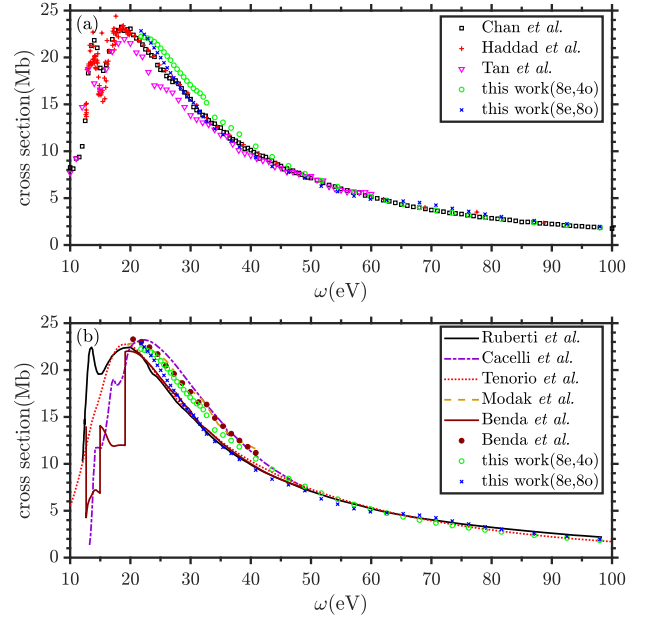 (a)
Chan et al.
Haddad et al.
Tan et al.
this work(8e,4o)
this work(8e,8o)
cross section(Mb)
25
20
15
10
5
0
10 20 30 40 50 60 70 80 90 100
ω(eV)
(b)
Ruberti et al.
Cacelli et al.
Tenorio et al.
Modak et al.
Benda et al.
Benda et al.
this work(8e,4o)
this work(8e,8o)
cross section(Mb)
25
20
15
10
5
0
10 20 30 40 50 60 70 80 90 100
ω(eV)